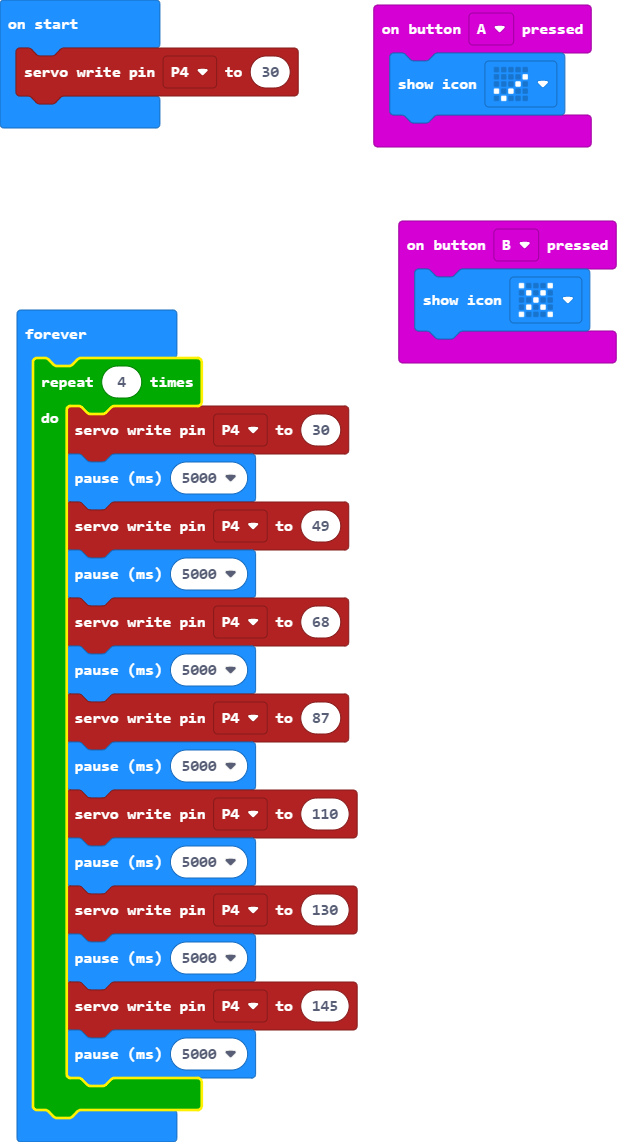 on start
servo write pin P4 to 30
on button A pressed
show icon
on button B pressed
show icon
forever
repeat 4 times
do
servo write pin P4 to 30
pause (ms) 5000
servo write pin P4 to 49
pause (ms) 5000
servo write pin P4 to 68
pause (ms) 5000
servo write pin P4 to 87
pause (ms) 5000
servo write pin P4 to 110
pause (ms) 5000
servo write pin P4 to 130
pause (ms) 5000
servo write pin P4 to 145
pause (ms) 5000